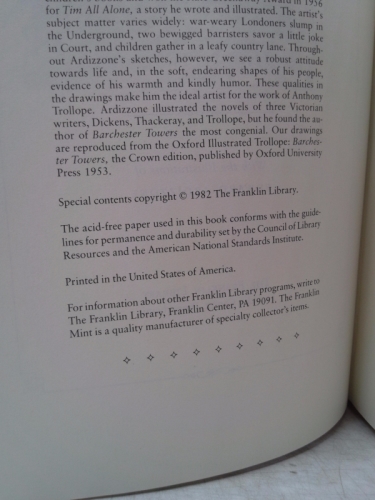 for Tim All Alone, a story he wrote and illustrated. The artist's
subject matter varies widely: war-weary Londoners slump in
the Underground, two bewigged barristers savor a little joke
in Court, and children gather in a leafy country lane. Through-
out Ardizzone's sketches, however, we see a robust attitude
towards life and, in the soft, endearing shapes of his people,
evidence of his warmth and kindly humor. These qualities in
the drawings make him the ideal artist for the work of Anthony
Trollope. Ardizzone illustrated the novels of three Victorian
writers, Dickens, Thackeray, and Trollope, but he found the au-
thor of Barchester Towers the most congenial. Our drawings
are reproduced from the Oxford Illustrated Trollope: Barches-
ter Towers, the Crown edition, published by Oxford University
Press 1953.
Special contents copyright © 1982 The Franklin Library.
The acid-free paper used in this book conforms with the guide-
lines for permanence and durability set by the Council of Library
Resources and the American National Standards Institute.
Printed in the United States of America.
For information about other Franklin Library programs, write to
The Franklin Library, Franklin Center, PA 19091. The Franklin
Mint is a quality manufacturer of specialty collector's items.